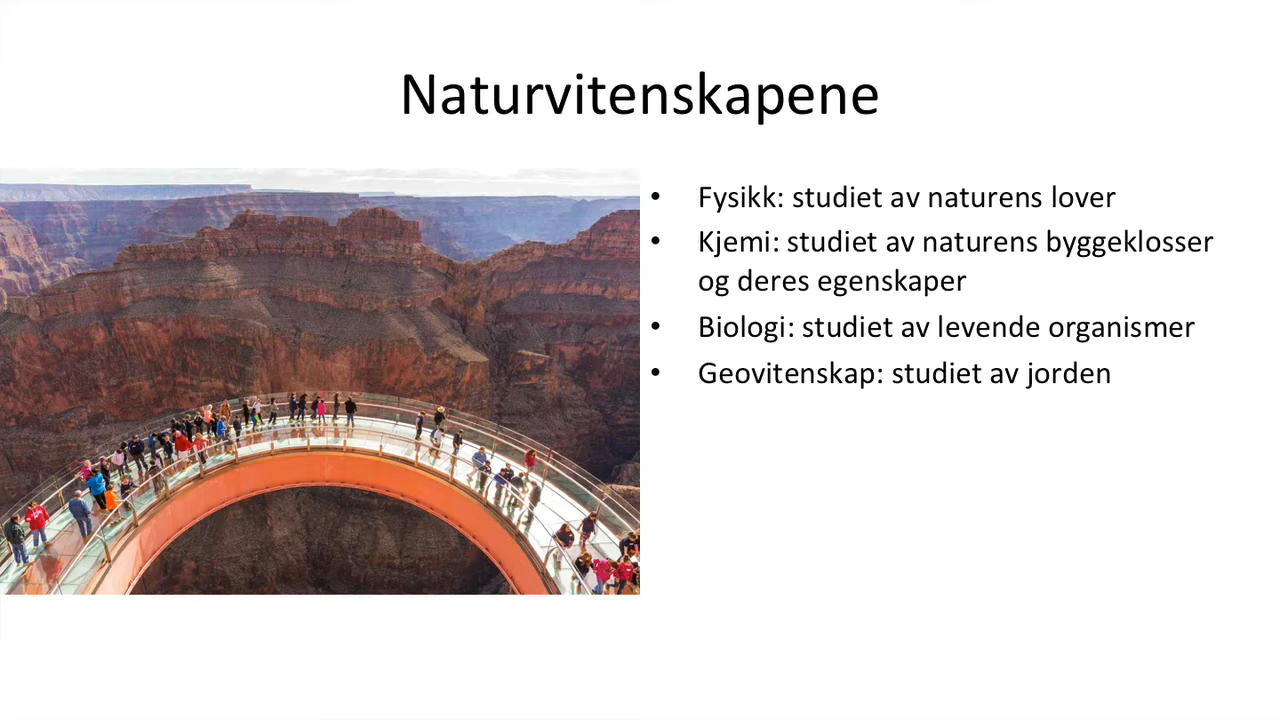 Naturvitenskapene
• Fysikk: studiet av naturens lover
• Kjemi: studiet av naturens byggeklosser
og deres egenskaper
• Biologi: studiet av levende organismer
• Geovitenskap: studiet av jorden